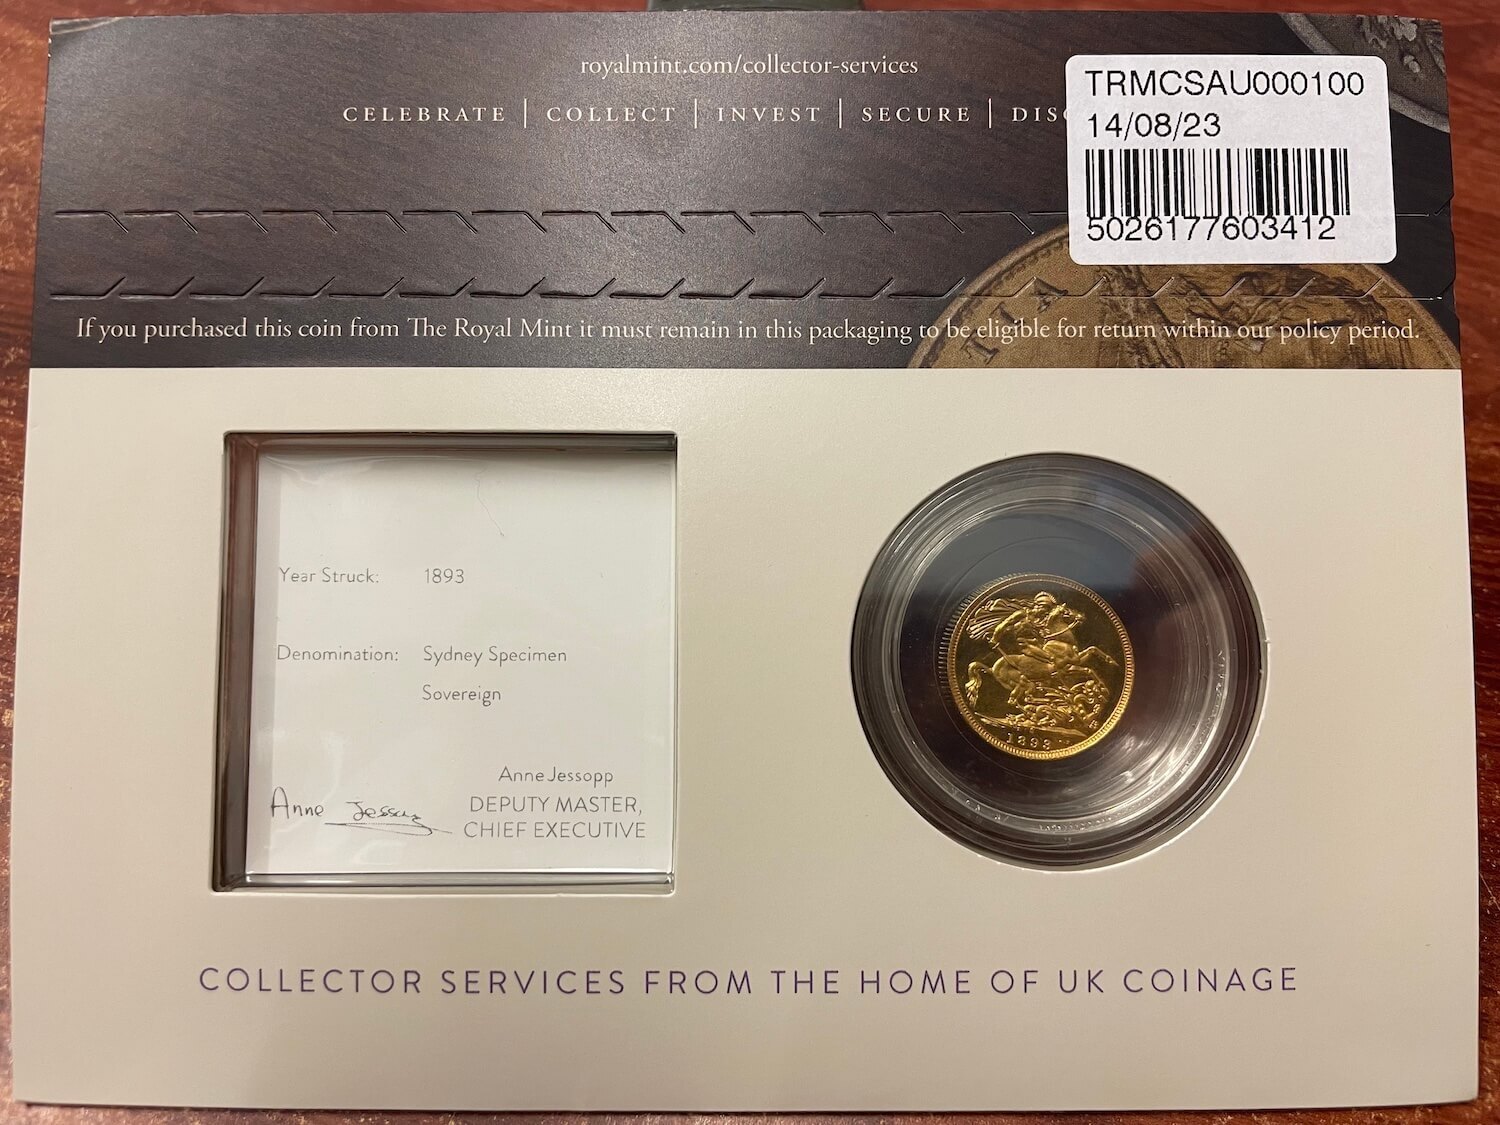 royalmint.com/collector-services
CELEBRATE | COLLECT | INVEST | SECURE |
TRMCSAU000100
14/08/23
5026177603412
If you purchased this coin from The Royal Mint it must remain in this packaging to be eligible for return within our policy period.
Year Struck: 1893
Denomination: Sydney Specimen
Sovereign
Anne Jessopp
DEPUTY MASTER,
CHIEF EXECUTIVE
Anne Jessopp
1893
COLLECTOR SERVICES FROM THE HOME OF UK COINAGE